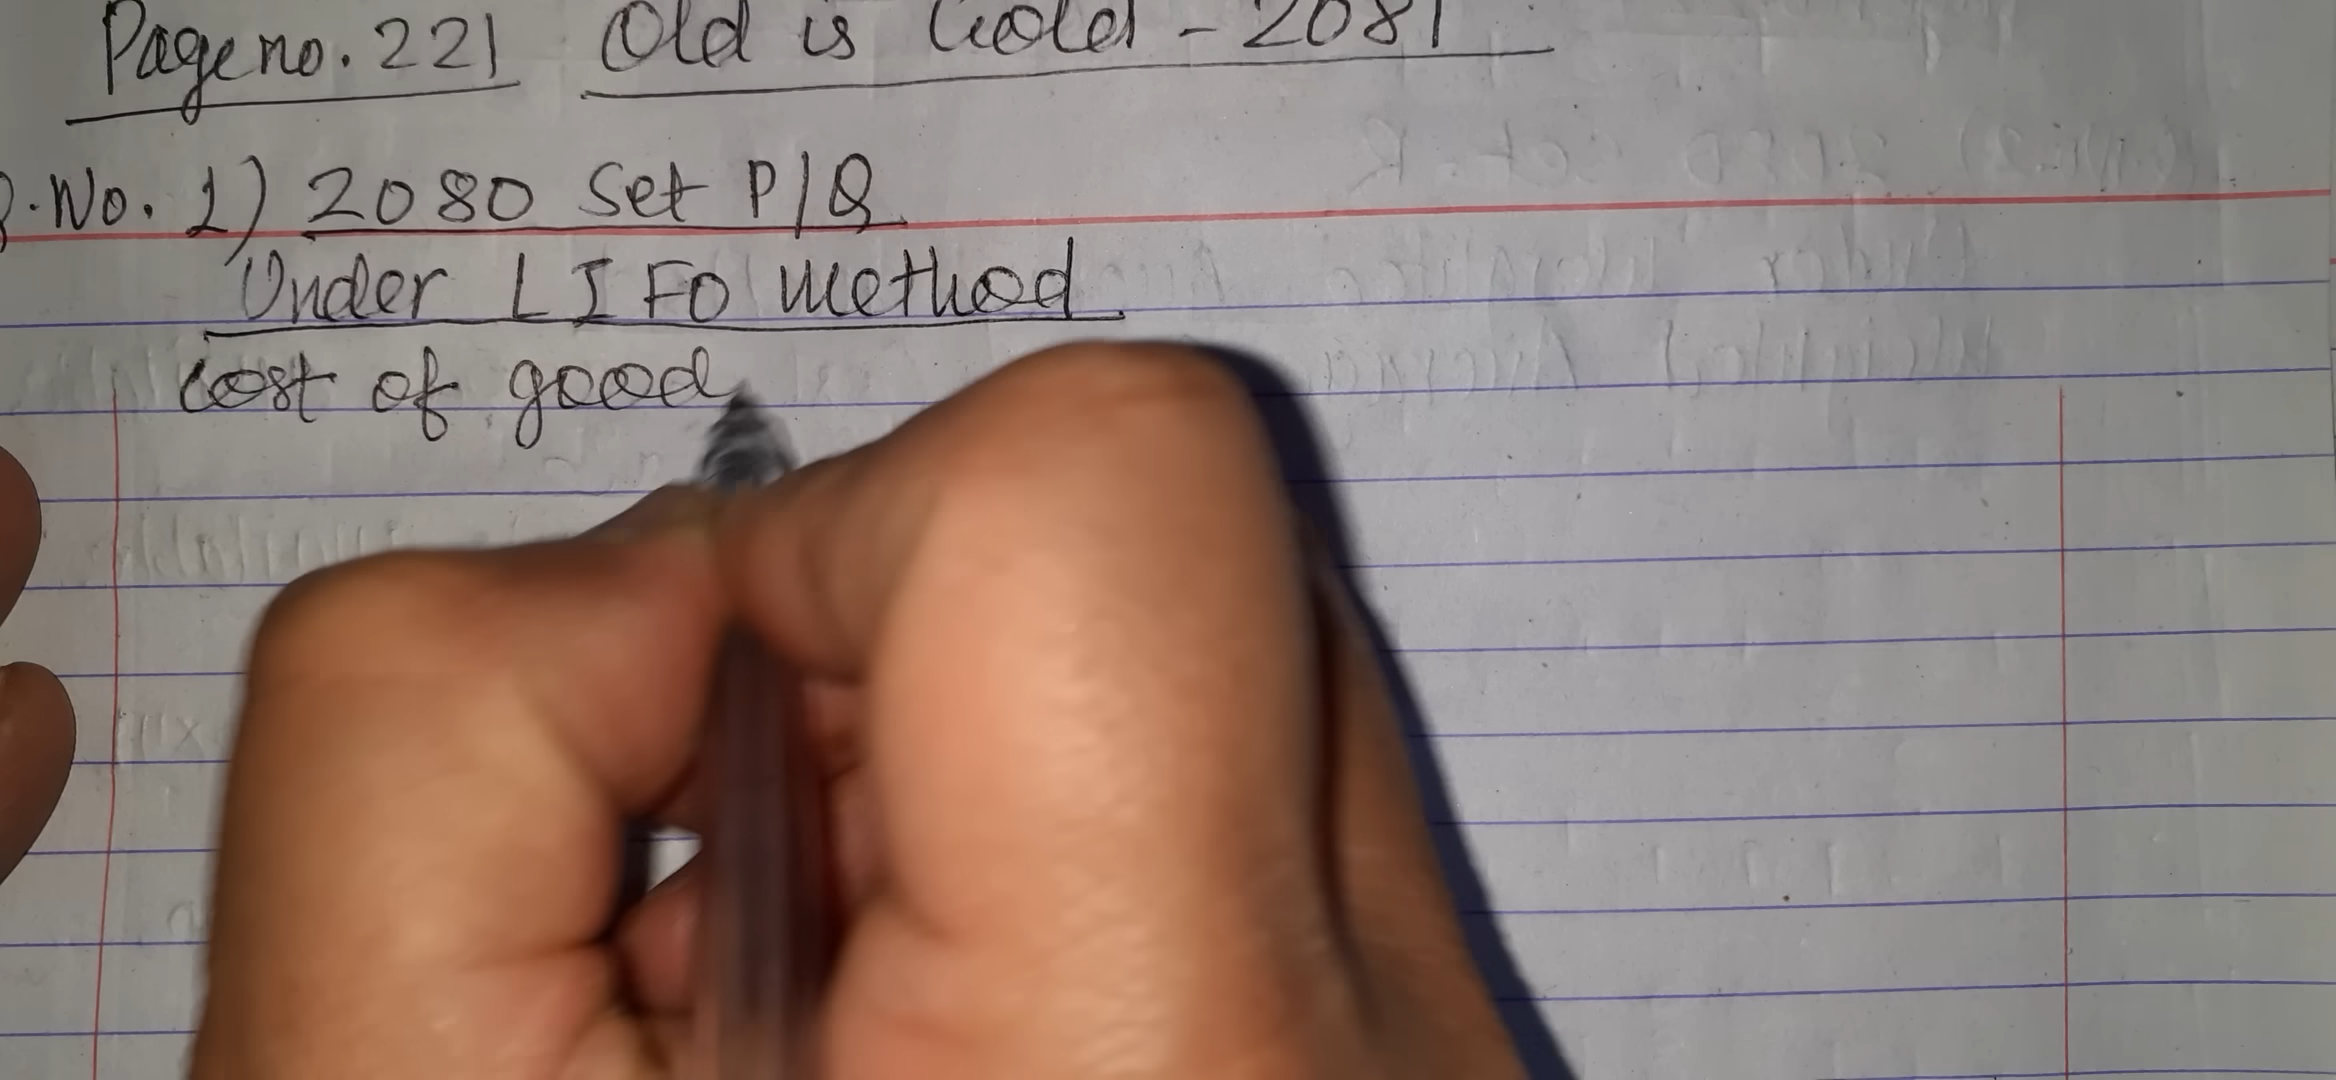 Page no. 221 Old is Gold - 2081
Q.No. 1) 2080 Set P/Q
Under LIFO method
Cost of good